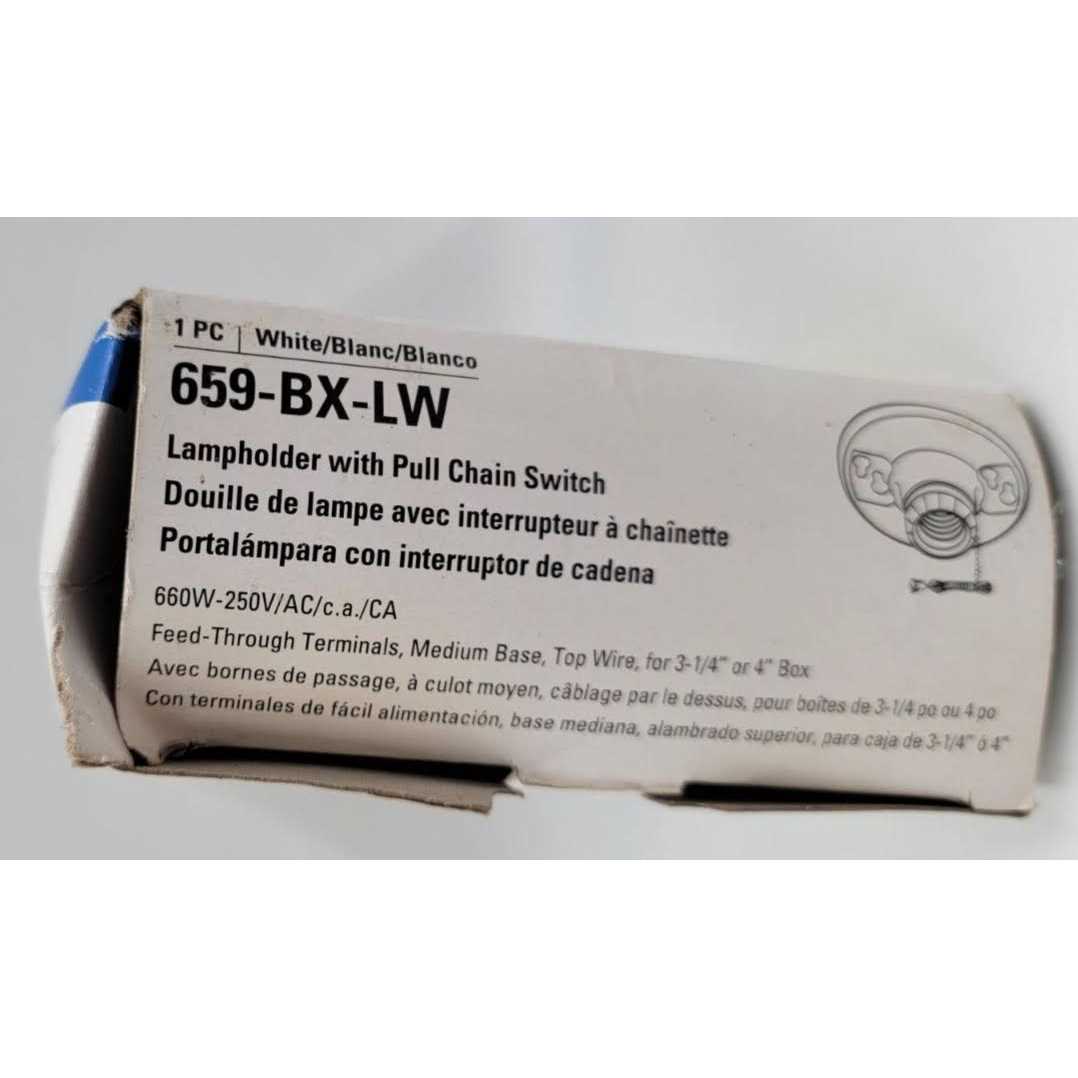 1 PC | White/Blanc/Blanco
659-BX-LW
Lampholder with Pull Chain Switch
Douille de lampe avec interrupteur à chaînette
Portalámpara con interruptor de cadena
660W-250V/AC/c.a./CA
Feed-Through Terminals, Medium Base, Top Wire, for 3-1/4" or 4" Box
Avec bornes de passage, à culot moyen, câblage par le dessus, pour boîtes de 3-1/4 po ou 4 po
Con terminales de fácil alimentación, base mediana, alambrado superior, para caja de 3-1/4" ó 4"